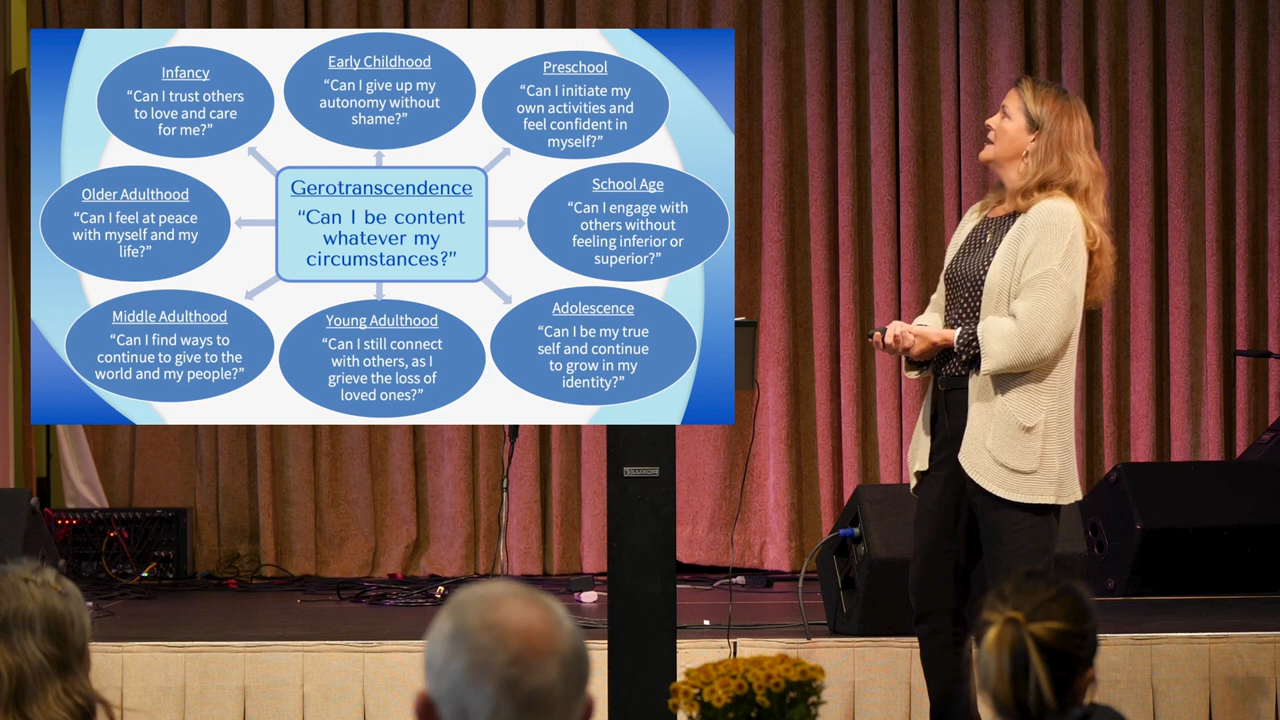 Infancy
“Can I trust others
to love and care
for me?”
Early Childhood
“Can I give up my
autonomy without
shame?”
Preschool
“Can I initiate my
own activities and
feel confident in
myself?”
Older Adulthood
“Can I feel at peace
with myself and my
life?”
Gerotranscendence
“Can I be content
whatever my
circumstances?”
School Age
“Can I engage with
others without
feeling inferior or
superior?”
Middle Adulthood
“Can I find ways to
continue to give to the
world and my people?”
Young Adulthood
“Can I still connect
with others, as I
grieve the loss of
loved ones?”
Adolescence
“Can I be my true
self and continue
to grow in my
identity?”
LUXOR